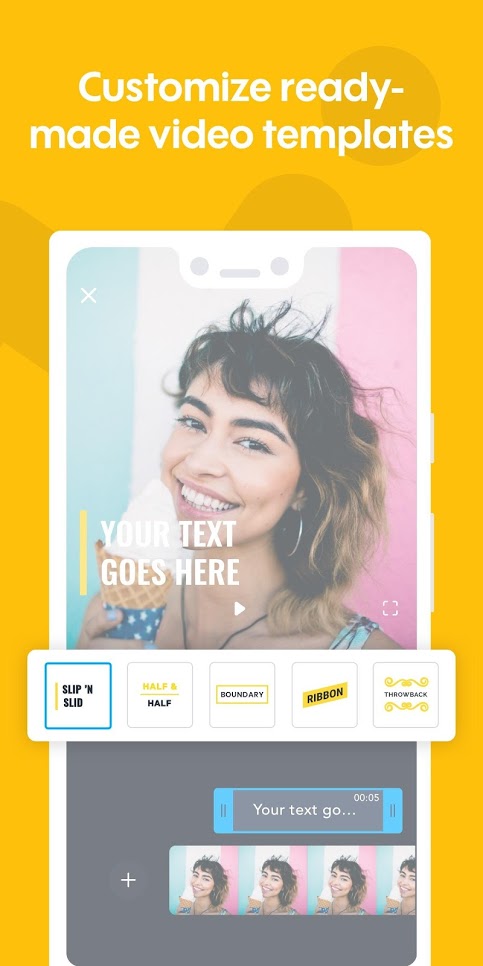 Customize ready-
made video templates
YOUR TEXT
GOES HERE
SLIP 'N
SLID
HALF &
HALF
BOUNDARY
RIBBON
THROWBACK
00:05
Your text go...